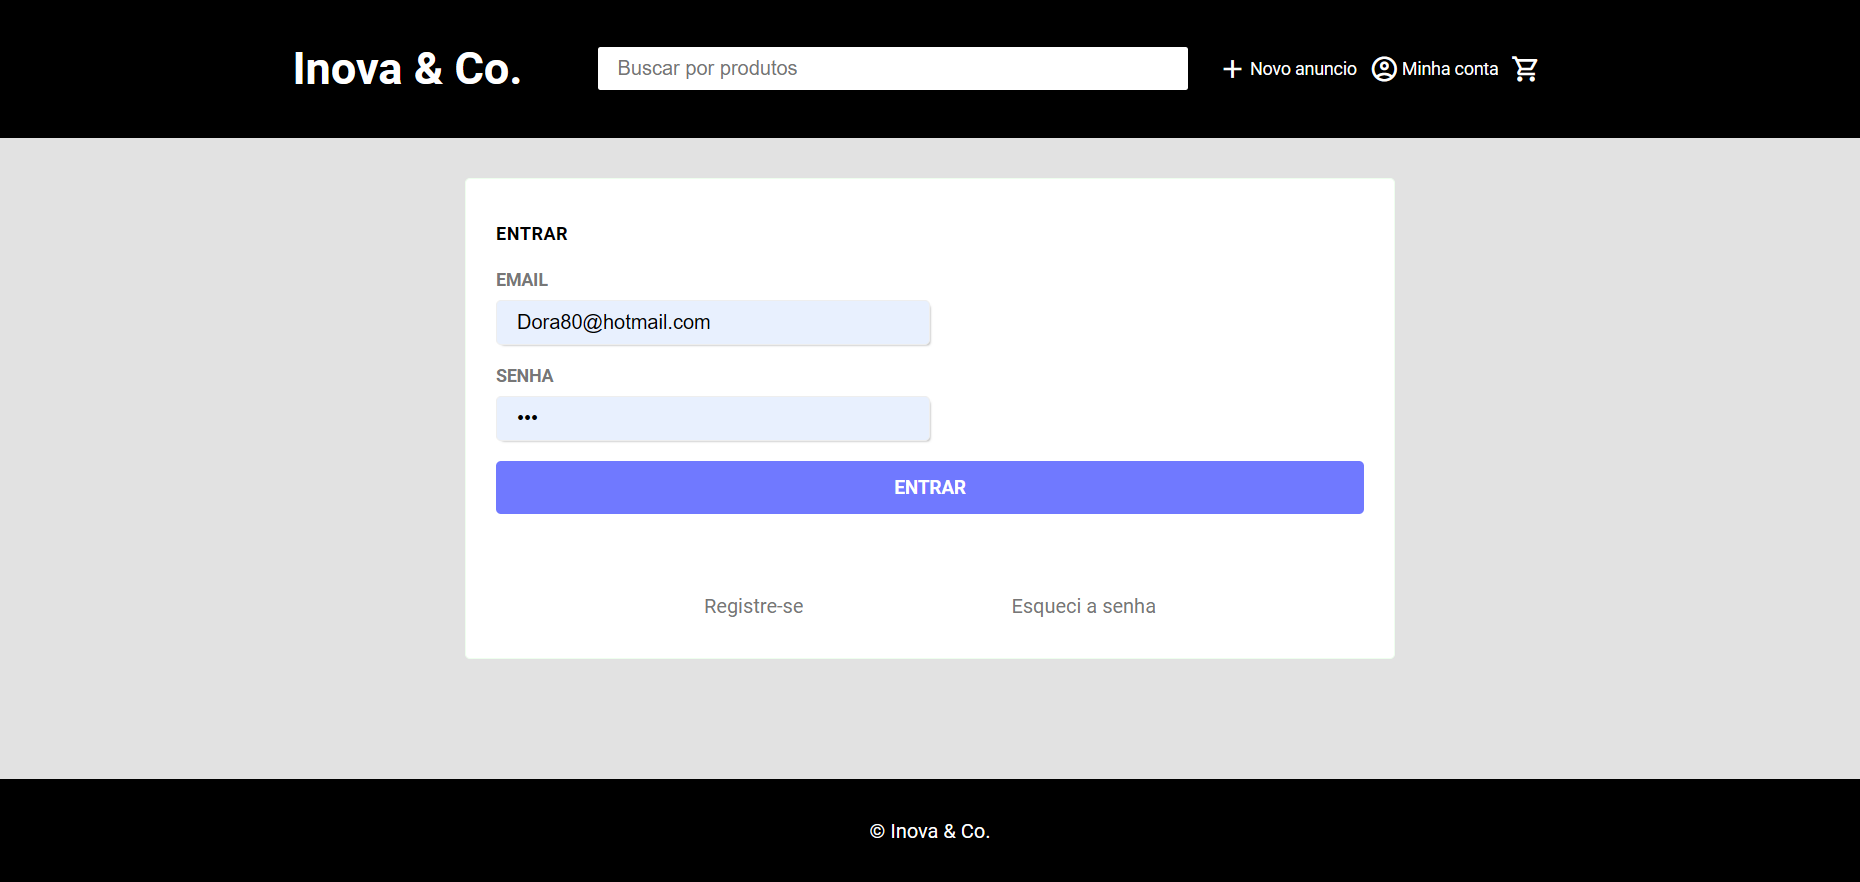 Inova & Co.
Buscar por produtos
Novo anuncio
Minha conta
ENTRAR
EMAIL
Dora80@hotmail.com
SENHA
•••
ENTRAR
Registre-se
Esqueci a senha
© Inova & Co.